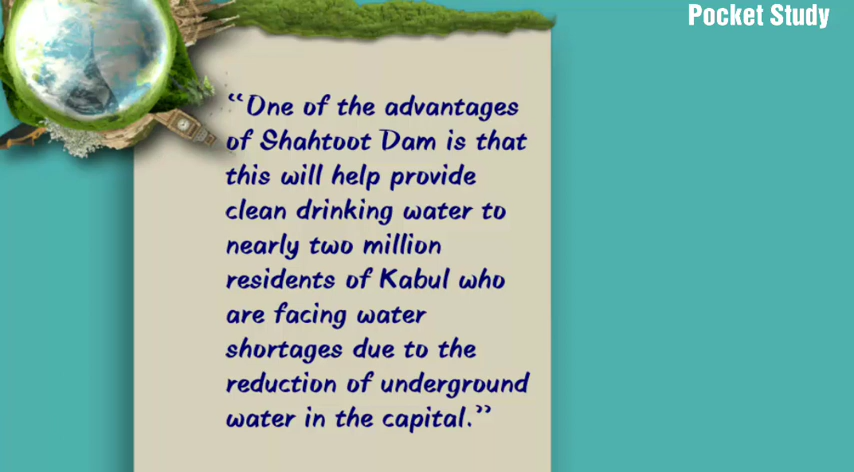 Pocket Study
“One of the advantages
of Shahtoot Dam is that
this will help provide
clean drinking water to
nearly two million
residents of Kabul who
are facing water
shortages due to the
reduction of underground
water in the capital.”